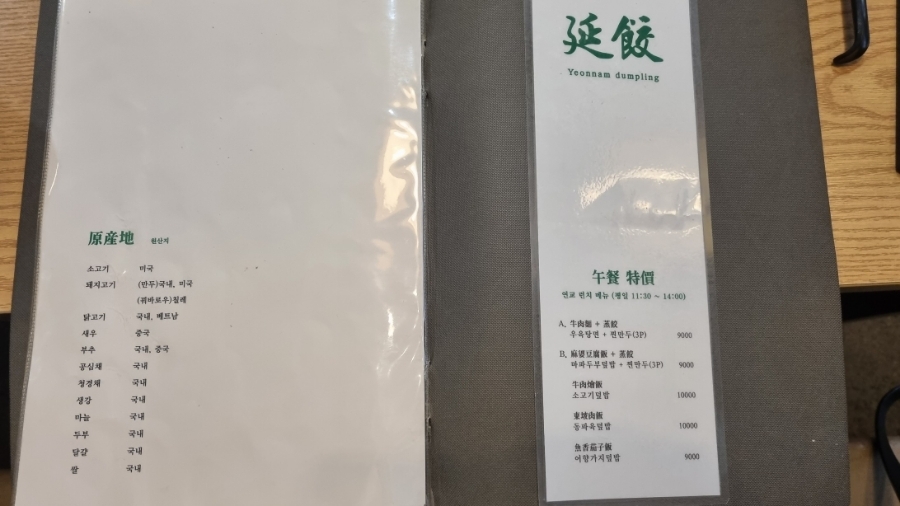 原産地 원산지
소고기 미국
돼지고기 (만두)국내, 미국
(꿔바로우)칠레
닭고기 국내, 베트남
새우 중국
부추 국내, 중국
공심채 국내
청경채 국내
생강 국내
마늘 국내
두부 국내
달걀 국내
쌀 국내
延餃
Yeonnam dumpling
午餐 特價
연교 런치 메뉴 (평일 11:30 ~ 14:00)
A. 牛肉麵 + 蒸餃
우육탕면 + 찐만두(3P) 9000
B. 麻婆豆腐飯 + 蒸餃
마파두부덮밥 + 찐만두(3P) 9000
牛肉燴飯
소고기덮밥 10000
東坡肉飯
동파육덮밥 10000
魚香茄子飯
어향가지덮밥 9000